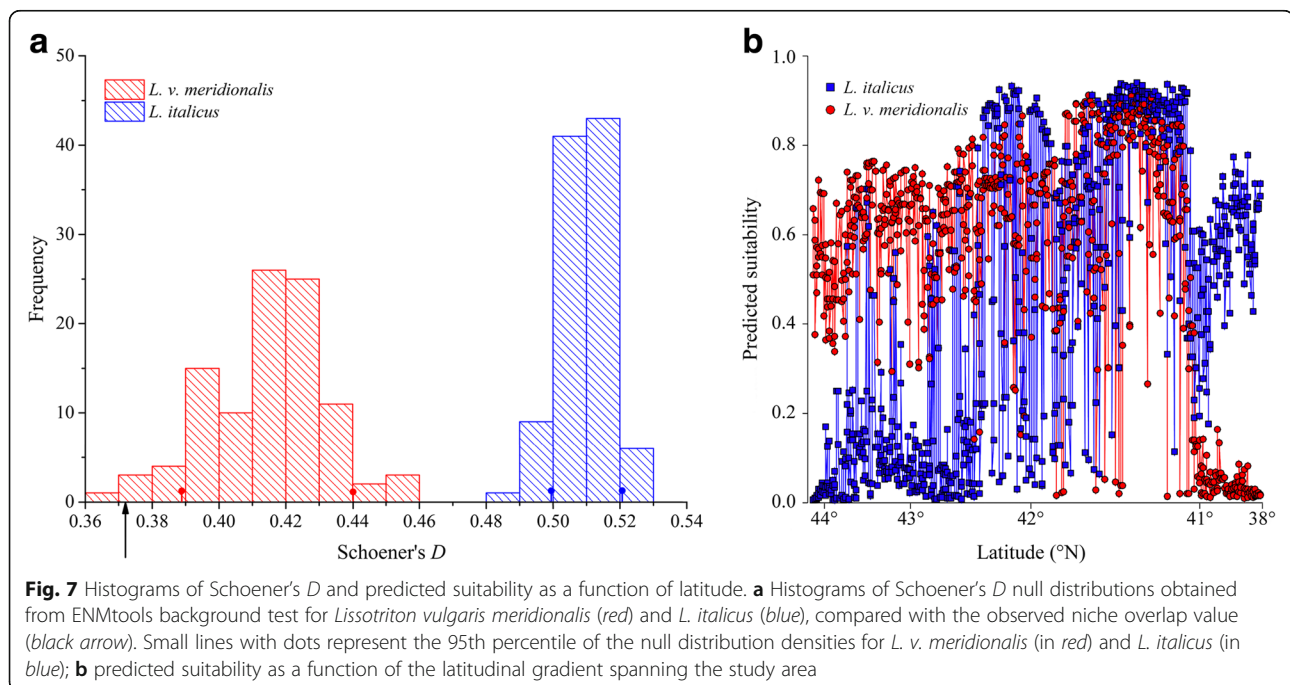 a
50
40
30
20
10
0
Frequency
L. v. meridionalis
L. italicus
0.36 0.38 0.40 0.42 0.44 0.46 0.48 0.50 0.52 0.54
Schoener's D
b
1.0
0.8
0.6
0.4
0.2
0.0
Predicted suitability
L. italicus
L. v. meridionalis
44° 43° 42° 41° 38°
Latitude (°N)
Fig. 7 Histograms of Schoener's D and predicted suitability as a function of latitude. a Histograms of Schoener's D null distributions obtained
from ENMtools background test for Lissotriton vulgaris meridionalis (red) and L. italicus (blue), compared with the observed niche overlap value
(black arrow). Small lines with dots represent the 95th percentile of the null distribution densities for L. v. meridionalis (in red) and L. italicus (in
blue); b predicted suitability as a function of the latitudinal gradient spanning the study area